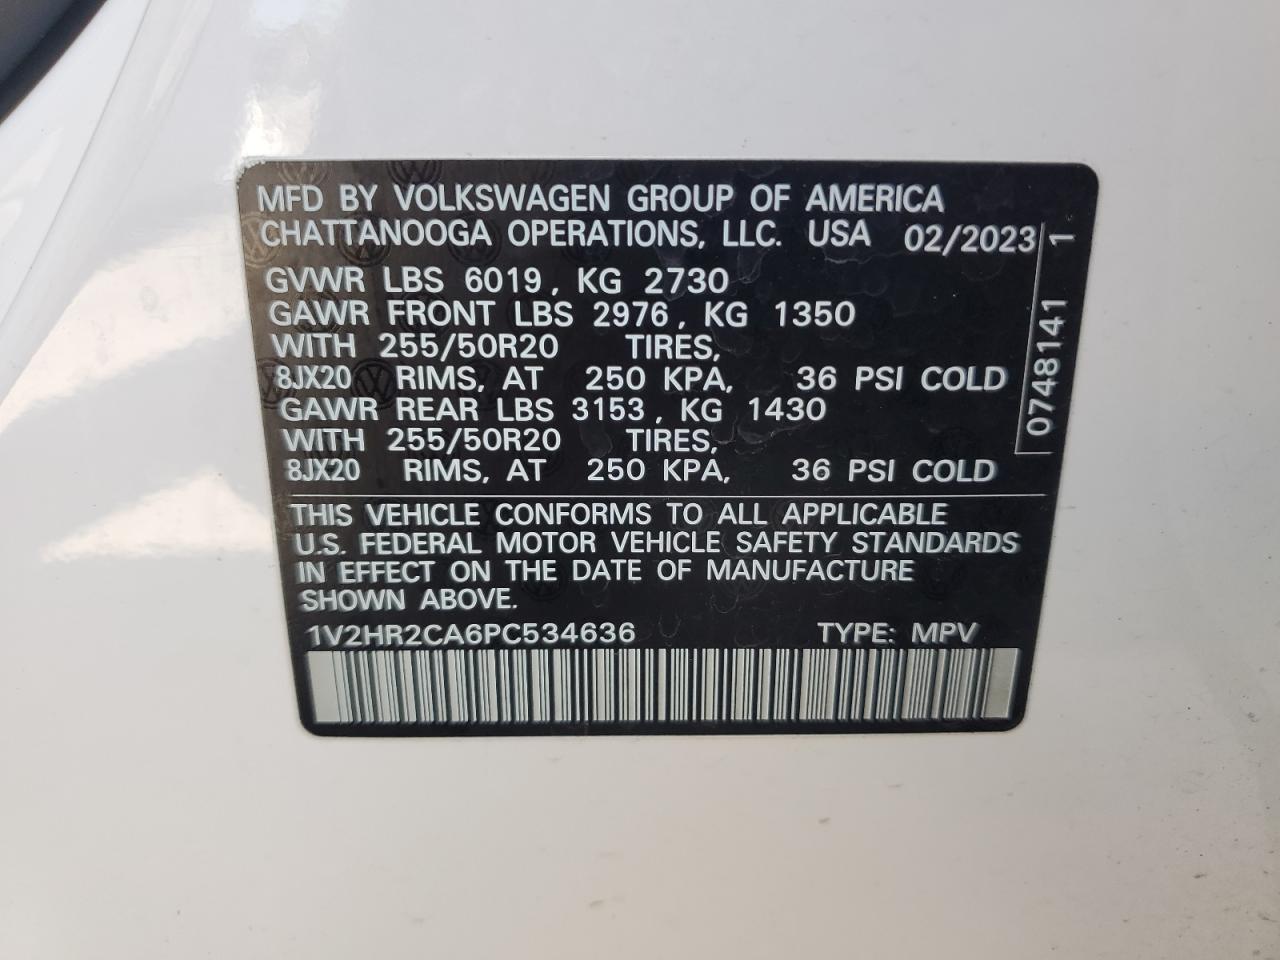 MFD BY VOLKSWAGEN GROUP OF AMERICA
CHATTANOOGA OPERATIONS, LLC. USA 02/2023
GVWR LBS 6019, KG 2730
GAWR FRONT LBS 2976, KG 1350
WITH 255/50R20 TIRES,
8JX20 RIMS, AT 250 KPA, 36 PSI COLD
GAWR REAR LBS 3153, KG 1430
WITH 255/50R20 TIRES,
8JX20 RIMS, AT 250 KPA, 36 PSI COLD
THIS VEHICLE CONFORMS TO ALL APPLICABLE
U.S. FEDERAL MOTOR VEHICLE SAFETY STANDARDS
IN EFFECT ON THE DATE OF MANUFACTURE
SHOWN ABOVE.
1V2HR2CA6PC534636 TYPE: MPV
0748141 1